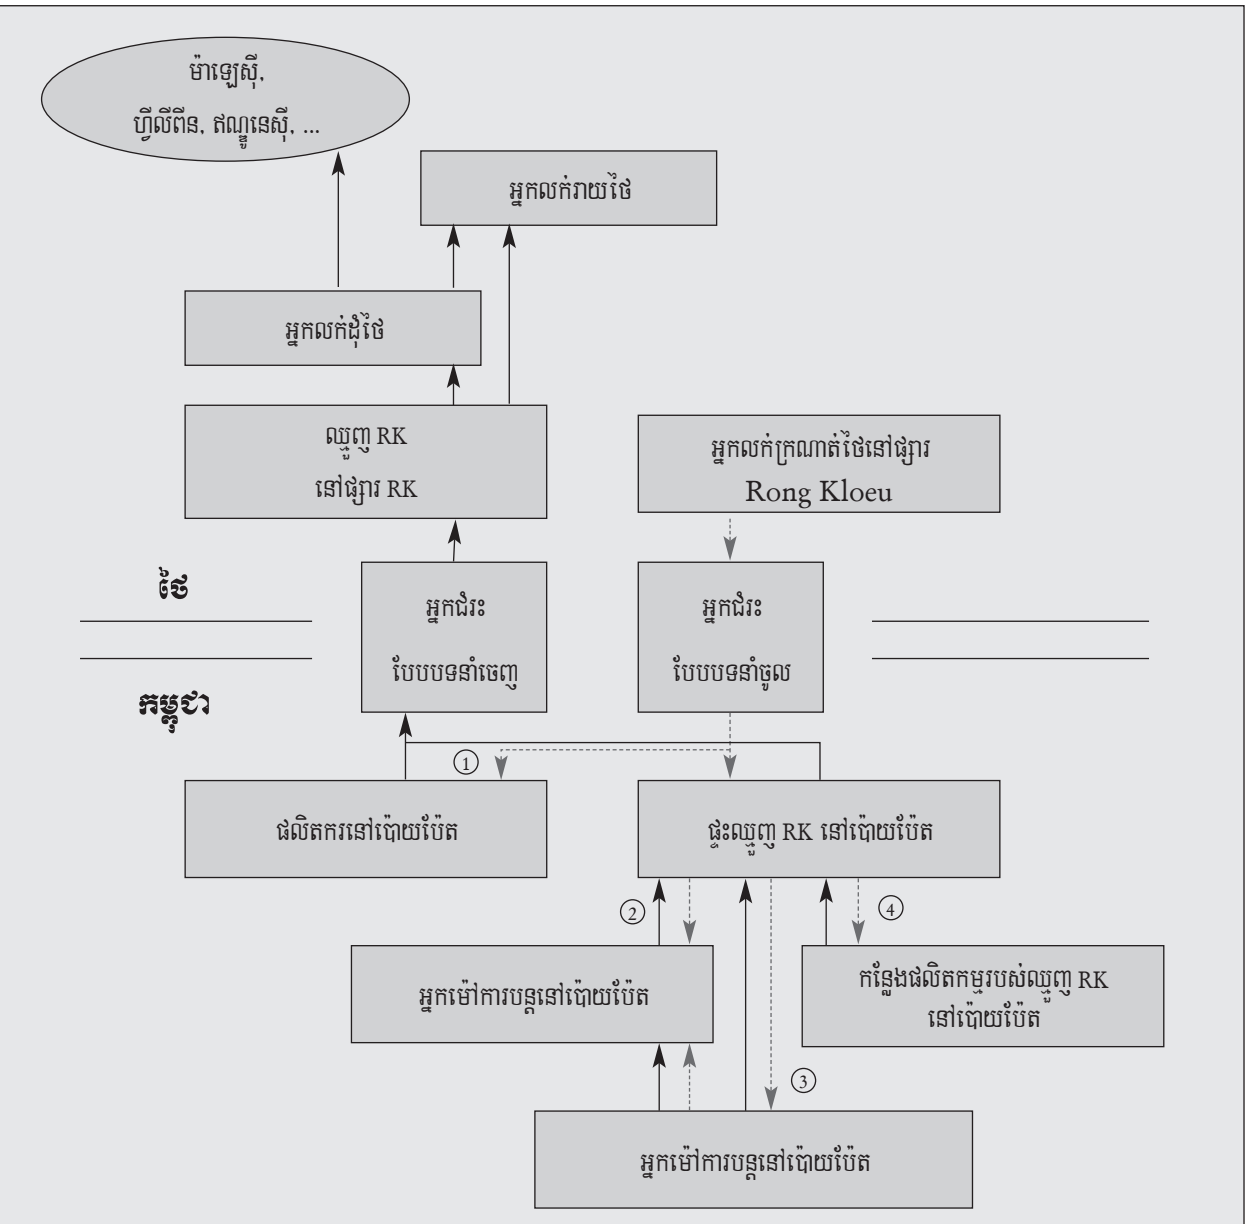 ម៉ាឡេស៊ី,
ហ្វីលីពីន, ឥណ្ឌូនេស៊ី, ...
អ្នកលក់រាយថៃ
អ្នកលក់ដុំថៃ
ឈ្មួញ RK
នៅផ្សារ RK
អ្នកលក់ក្រណាត់ថៃនៅផ្សារ
Rong Kloeu
ថៃ
អ្នកជំរះ
បែបបទនាំចេញ
អ្នកជំរះ
បែបបទនាំចូល
កម្ពុជា
1
ផលិតករនៅប៉ោយប៉ែត
ផ្ទះឈ្មួញ RK នៅប៉ោយប៉ែត
2
4
អ្នកម៉ៅការបន្តនៅប៉ោយប៉ែត
កន្លែងផលិតកម្មរបស់ឈ្មួញ RK
នៅប៉ោយប៉ែត
3
អ្នកម៉ៅការបន្តនៅប៉ោយប៉ែត